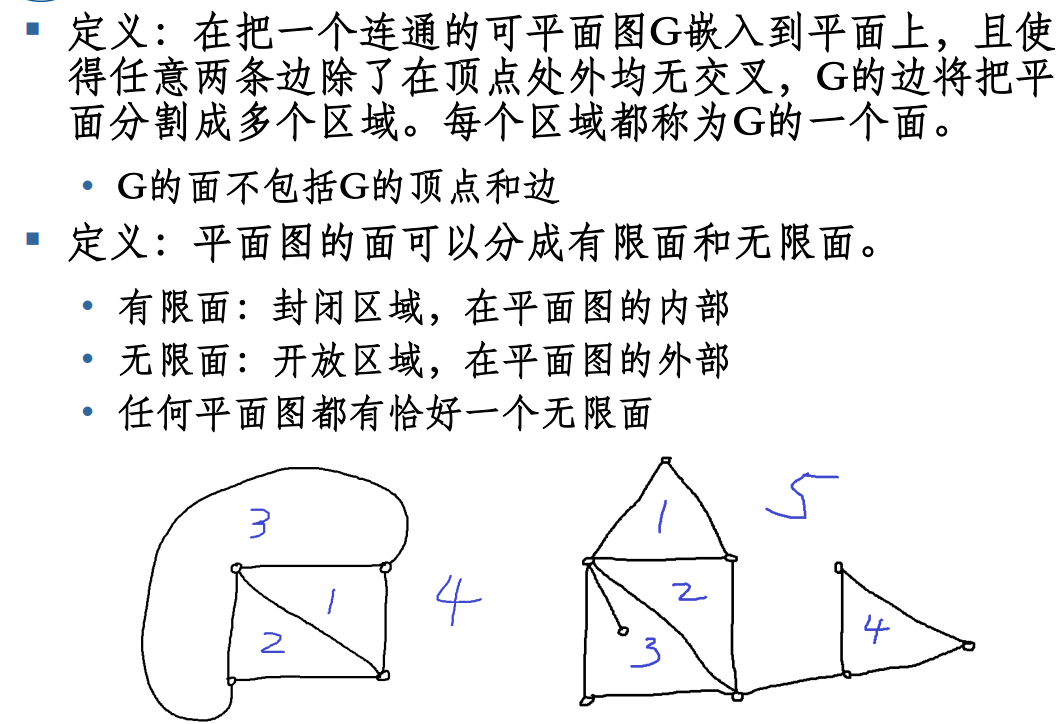 ▪ 定义：在把一个连通的可平面图G嵌入到平面上，且使
得任意两条边除了在顶点处外均无交叉，G的边将把平
面分割成多个区域。每个区域都称为G的一个面。
• G的面不包括G的顶点和边
▪ 定义：平面图的面可以分成有限面和无限面。
• 有限面：封闭区域，在平面图的内部
• 无限面：开放区域，在平面图的外部
• 任何平面图都有恰好一个无限面
3
1
2
4
1
5
2
3
4